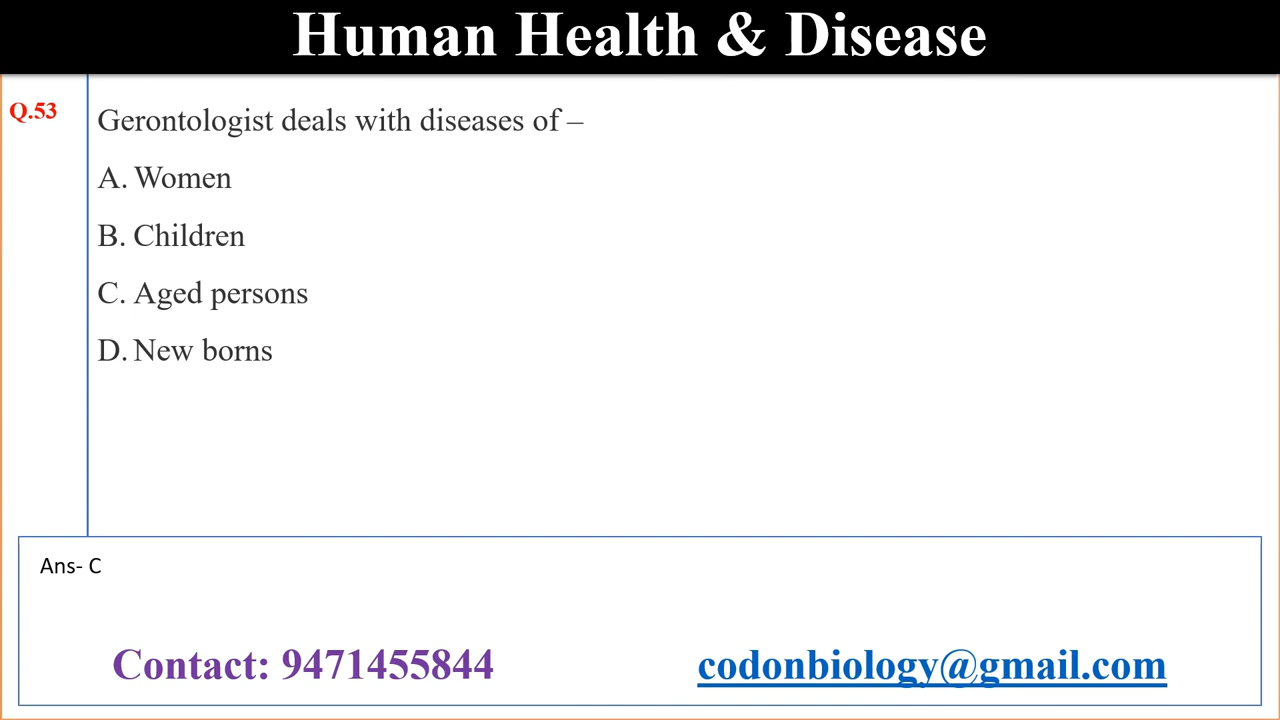 Human Health & Disease
Q.53
Gerontologist deals with diseases of –
A. Women
B. Children
C. Aged persons
D. New borns
Ans- C
Contact: 9471455844
codonbiology@gmail.com